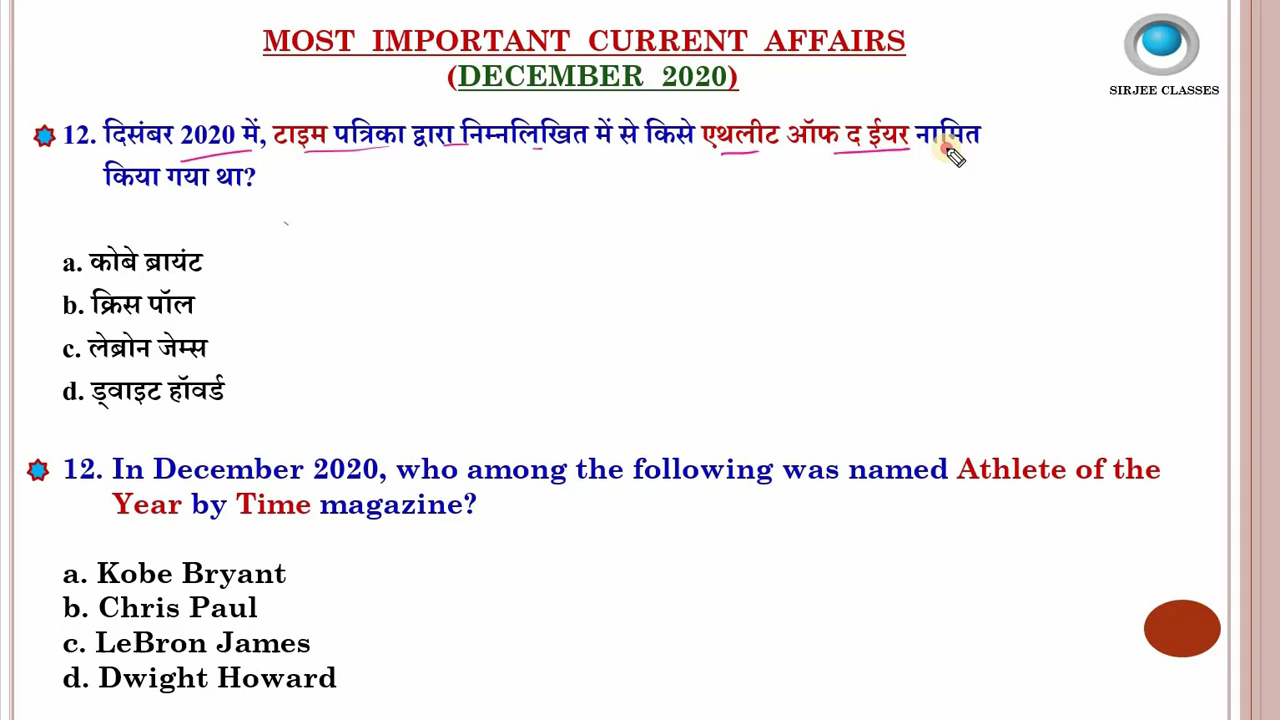 MOST IMPORTANT CURRENT AFFAIRS
(DECEMBER 2020)
SIRJEE CLASSES
12. दिसंबर 2020 में, टाइम पत्रिका द्वारा निम्नलिखित में से किसे एथलीट ऑफ द ईयर नामित
किया गया था?
a. कोबे ब्रायंट
b. क्रिस पॉल
c. लेब्रोन जेम्स
d. ड्वाइट हॉवर्ड
12. In December 2020, who among the following was named Athlete of the
Year by Time magazine?
a. Kobe Bryant
b. Chris Paul
c. LeBron James
d. Dwight Howard